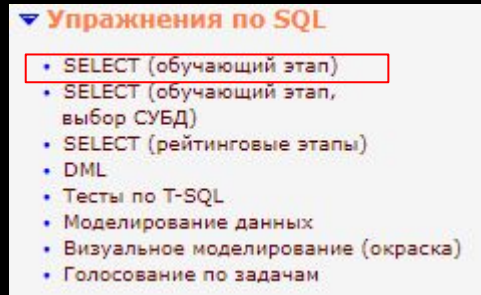 Упражнения по SQL
SELECT (обучающий этап)
SELECT (обучающий этап,
выбор СУБД)
SELECT (рейтинговые этапы)
DML
Тесты по T-SQL
Моделирование данных
Визуальное моделирование (окраска)
Голосование по задачам